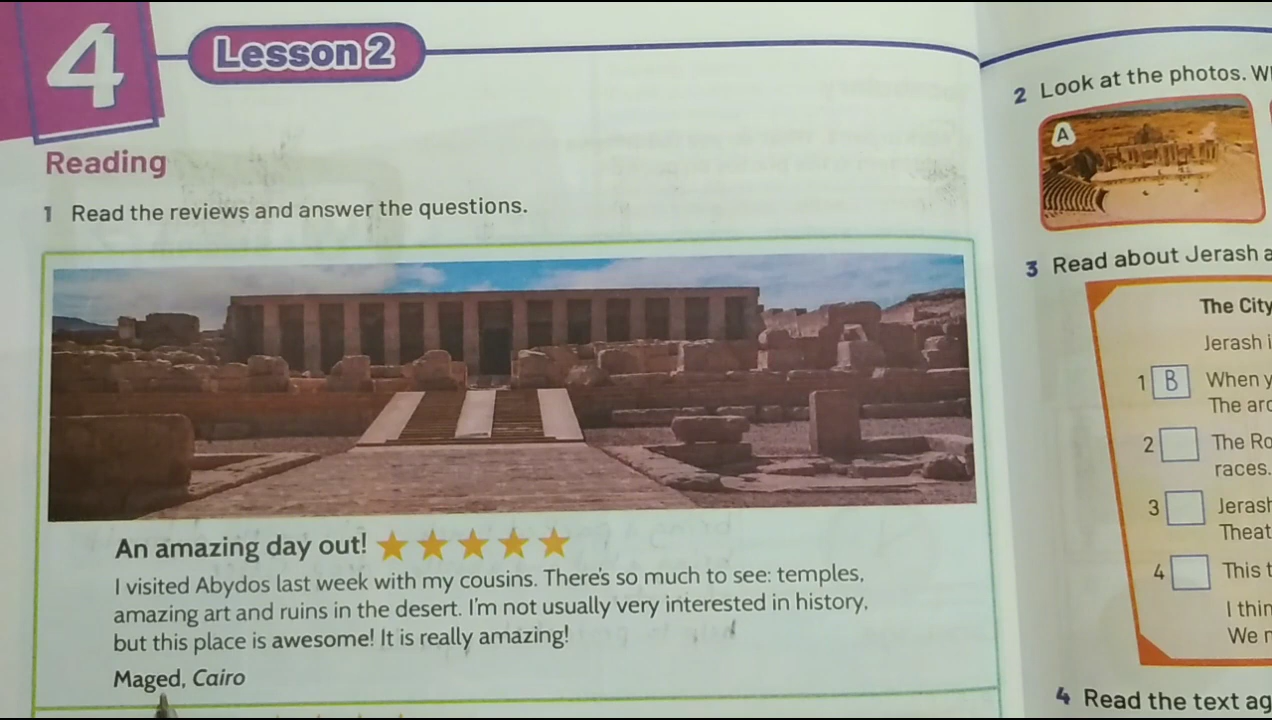 4
Lesson 2
Reading
1 Read the reviews and answer the questions.
An amazing day out!
I visited Abydos last week with my cousins. There's so much to see: temples,
amazing art and ruins in the desert. I'm not usually very interested in history,
but this place is awesome! It is really amazing!
Maged, Cairo
2 Look at the photos.
A
3 Read about Jerash
The City
Jerash
1 B When
The
2 The
races.
3
4 This
I
We
4 Read the text